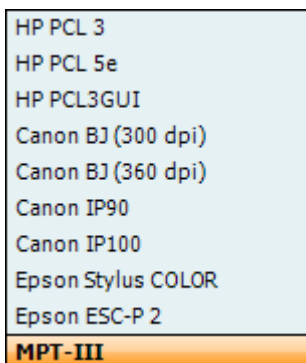 HP PCL 3
HP PCL 5e
HP PCL3GUI
Canon BJ (300 dpi)
Canon BJ (360 dpi)
Canon IP90
Canon IP100
Epson Stylus COLOR
Epson ESC-P 2
MPT-III